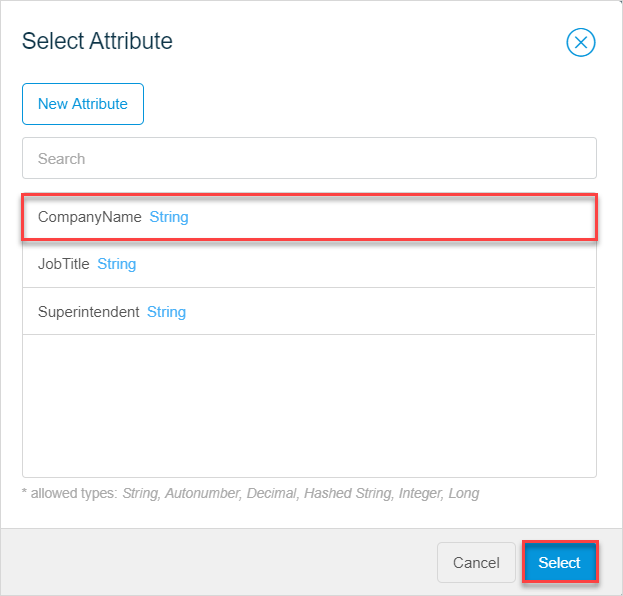 Select Attribute
New Attribute
Search
CompanyName String
JobTitle String
Superintendent String
* allowed types: String, Autonumber, Decimal, Hashed String, Integer, Long
Cancel Select